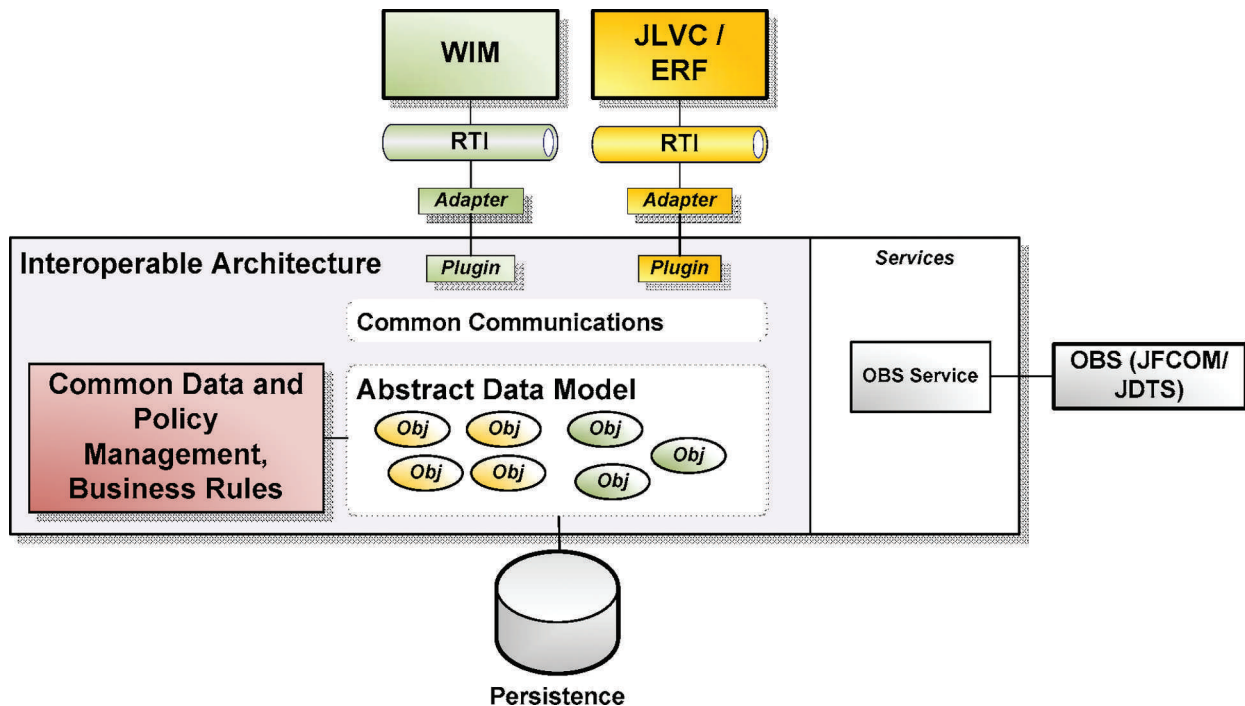 WIM
JLVC /
ERF
RTI
RTI
Adapter
Adapter
Interoperable Architecture
Plugin
Plugin
Services
Common Communications
Common Data and
Policy
Management,
Business Rules
Abstract Data Model
Obj
Obj
Obj
Obj
Obj
Obj
Obj
OBS Service
OBS (JFCOM/
JDTS)
Persistence